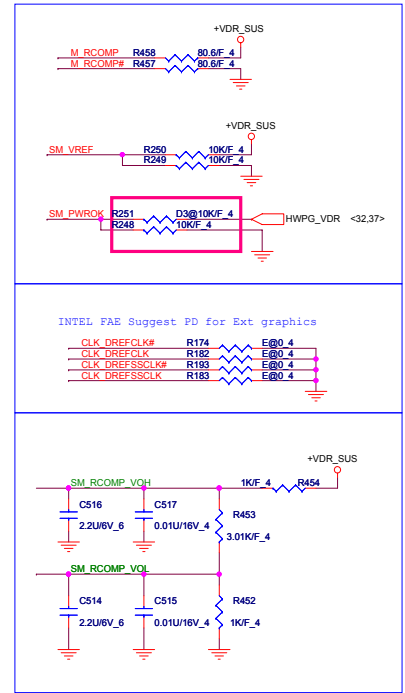 +VDR_SUS
M_RCOMP R458 80.6/F_4
M_RCOMP# R457 80.6/F_4
+VDR_SUS
SM_VREF R250 10K/F_4
R249 10K/F_4
SM_PWROK R251 D3@10K/F_4 HWPG_VDR <32,37>
R248 10K/F_4
INTEL FAE Suggest PD for Ext graphics
CLK_DREFCLK# R174 E@0_4
CLK_DREFCLK R182 E@0_4
CLK_DREFSSCLK# R193 E@0_4
CLK_DREFSSCLK R183 E@0_4
+VDR_SUS
SM_RCOMP_VOH 1K/F_4 R454
C516 C517 R453
2.2U/6V_6 0.01U/16V_4 3.01K/F_4
SM_RCOMP_VOL
C514 C515 R452
2.2U/6V_6 0.01U/16V_4 1K/F_4